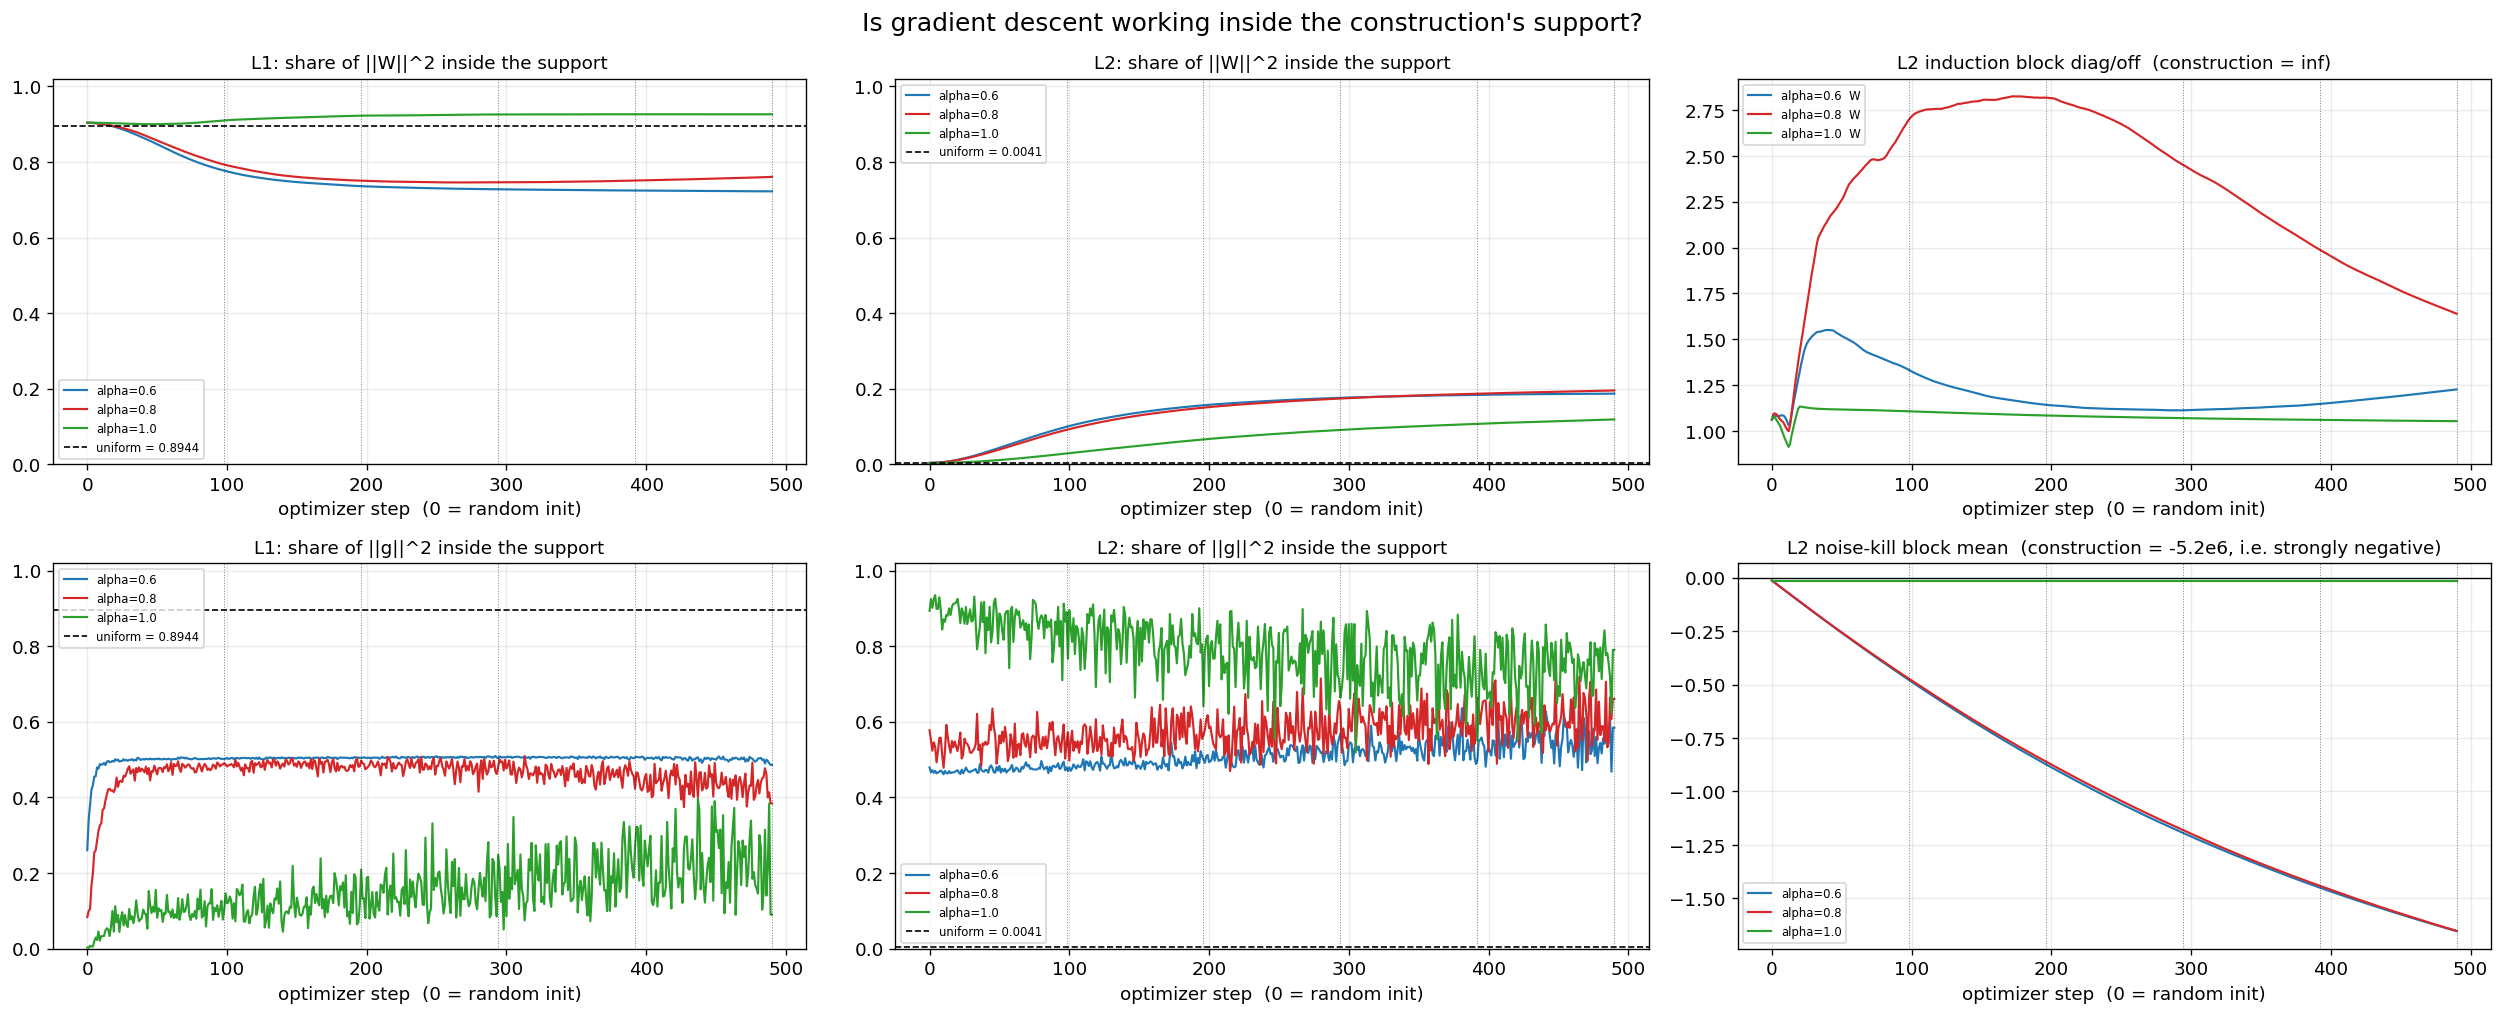 Is gradient descent working inside the construction's support?
L1: share of ||W||^2 inside the support
1.0
0.8
0.6
0.4
0.2
0.0
alpha=0.6
alpha=0.8
alpha=1.0
uniform = 0.8944
0
100
200
300
400
500
optimizer step  (0 = random init)
L2: share of ||W||^2 inside the support
1.0
0.8
0.6
0.4
0.2
0.0
alpha=0.6
alpha=0.8
alpha=1.0
uniform = 0.0041
0
100
200
300
400
500
optimizer step  (0 = random init)
L2 induction block diag/off  (construction = inf)
2.75
2.50
2.25
2.00
1.75
1.50
1.25
1.00
alpha=0.6  W
alpha=0.8  W
alpha=1.0  W
0
100
200
300
400
500
optimizer step  (0 = random init)
L1: share of ||g||^2 inside the support
1.0
0.8
0.6
0.4
0.2
0.0
alpha=0.6
alpha=0.8
alpha=1.0
uniform = 0.8944
0
100
200
300
400
500
optimizer step  (0 = random init)
L2: share of ||g||^2 inside the support
1.0
0.8
0.6
0.4
0.2
0.0
alpha=0.6
alpha=0.8
alpha=1.0
uniform = 0.0041
0
100
200
300
400
500
optimizer step  (0 = random init)
L2 noise-kill block mean  (construction = -5.2e6, i.e. strongly negative)
0.00
−0.25
−0.50
−0.75
−1.00
−1.25
−1.50
alpha=0.6
alpha=0.8
alpha=1.0
0
100
200
300
400
500
optimizer step  (0 = random init)